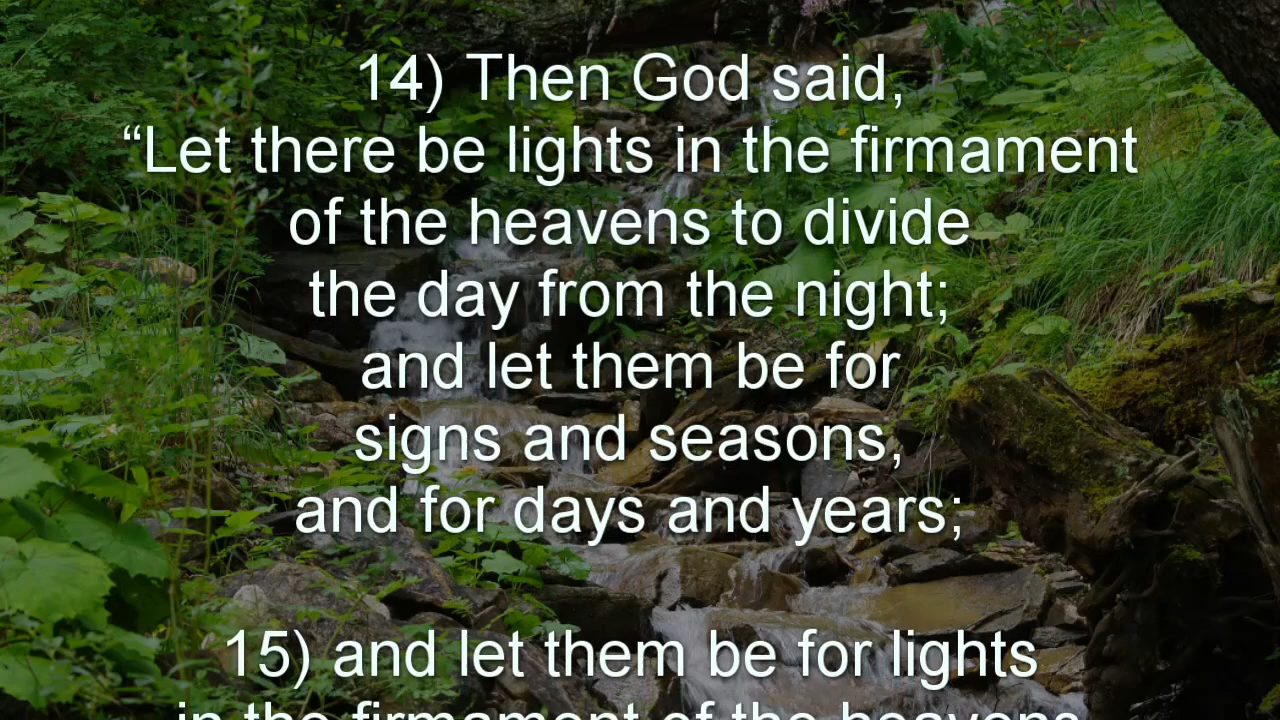 14) Then God said,
“Let there be lights in the firmament
of the heavens to divide
the day from the night;
and let them be for
signs and seasons,
and for days and years;
15) and let them be for lights
in the firmament of the heavens